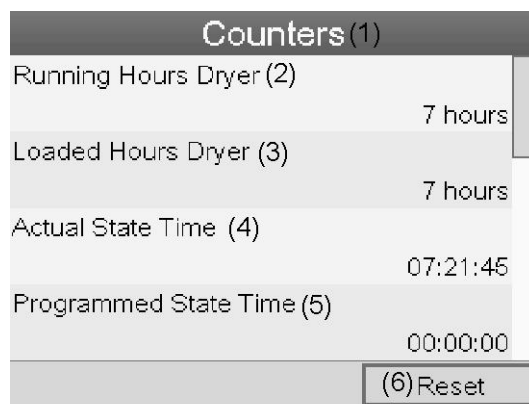 Counters (1)
Running Hours Dryer (2)
7 hours
Loaded Hours Dryer (3)
7 hours
Actual State Time (4)
07:21:45
Programmed State Time (5)
00:00:00
(6) Reset